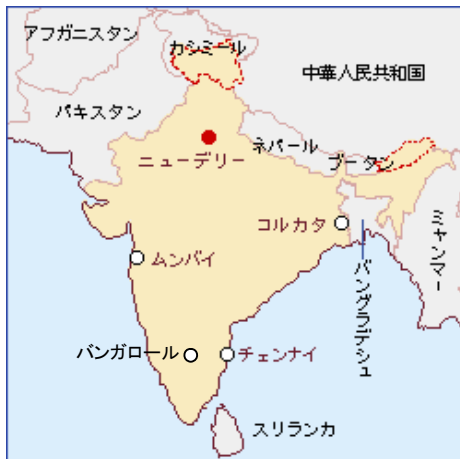 アフガニスタン
カシミール
中華人民共和国
パキスタン
ネパール
ニューデリー
ブータン
コルカタ
ミャンマー
ムンバイ
バングラデシュ
バンガロール
チェンナイ
スリランカ